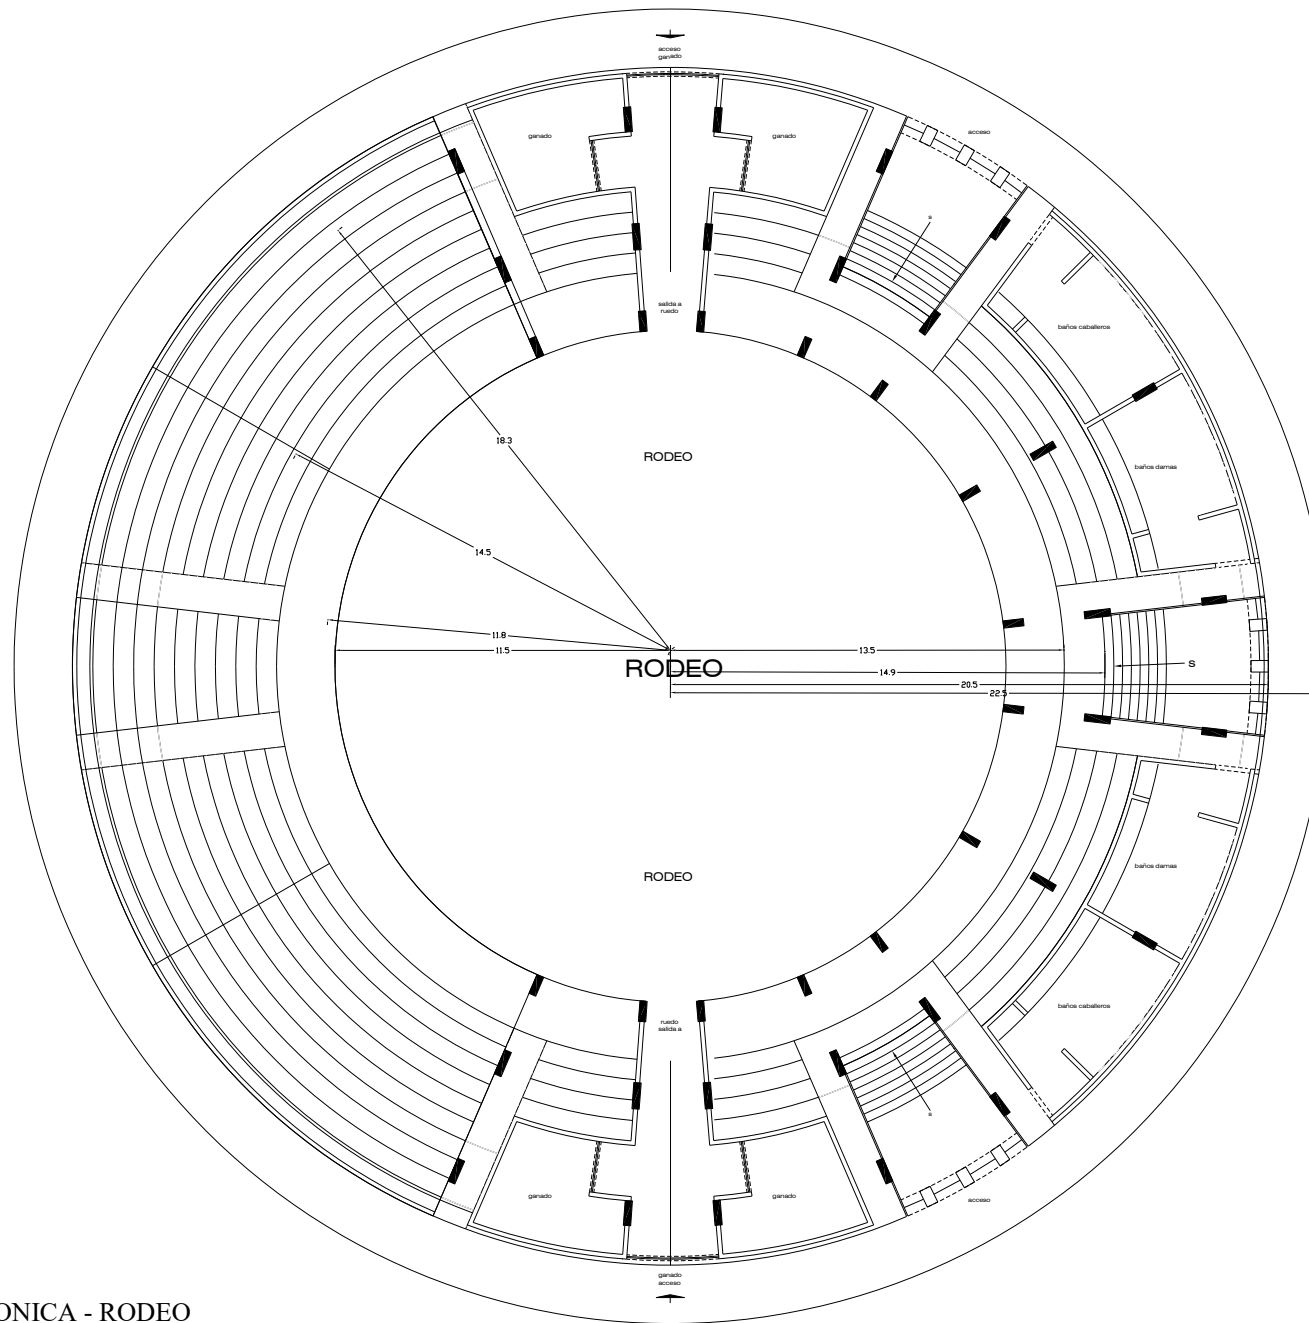 acceso
ganado
ganado
ganado
acceso
s
salida a
ruedo
baños caballeros
RODEO
18.3
baños damas
14.5
11.8
11.5
13.5
RODEO
14.9
S
20.5
22.5
RODEO
baños damas
baños caballeros
ruedo
salida a
s
ganado
ganado
acceso
ganado
acceso
ONICA - RODEO